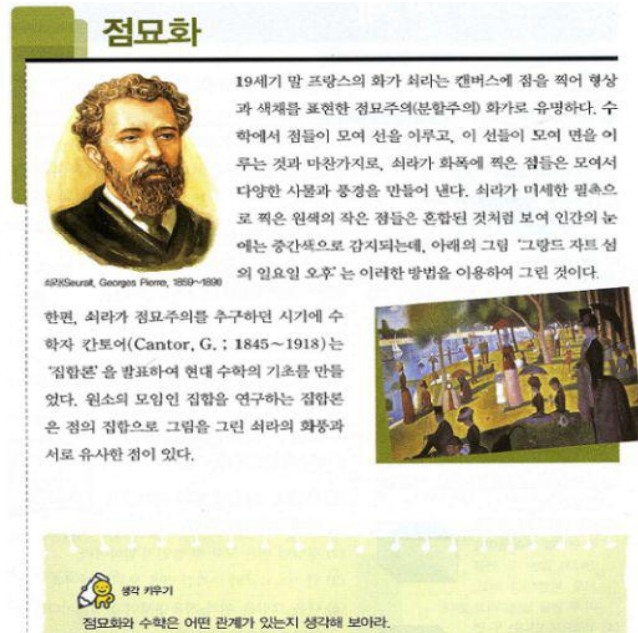 점묘화
19세기 말 프랑스의 화가 쇠라는 캔버스에 점을 찍어 형상
과 색채를 표현한 점묘주의(분할주의) 화가로 유명하다. 수
학에서 점들이 모여 선을 이루고, 이 선들이 모여 면을 이
루는 것과 마찬가지로, 쇠라가 화폭에 찍은 점들은 모여서
다양한 사물과 풍경을 만들어 낸다. 쇠라가 미세한 필촉으
로 찍은 원색의 작은 점들은 혼합된 것처럼 보여 인간의 눈
에는 중간색으로 감지되는데, 아래의 그림 '그랑드 자트 섬
의 일요일 오후'는 이러한 방법을 이용하여 그린 것이다.
쇠라(Seurat, Georges Pierre, 1859~1890
한편, 쇠라가 점묘주의를 추구하던 시기에 수
학자 칸토어(Cantor, G. ; 1845~1918)는
'집합론'을 발표하여 현대 수학의 기초를 만들
었다. 원소의 모임인 집합을 연구하는 집합론
은 점의 집합으로 그림을 그린 쇠라의 화풍과
서로 유사한 점이 있다.
생각 키우기
점묘화와 수학은 어떤 관계가 있는지 생각해 보아라.